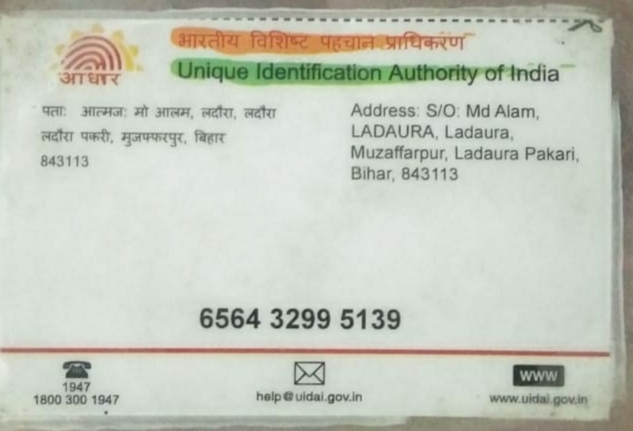 भारतीय विशिष्ट पहचान प्राधिकरण
Unique Identification Authority of India
आधार
पता: आत्मज: मो आलम, लदौरा, लदौरा
लदौरा पकरी, मुजफ्फरपुर, बिहार
843113
Address: S/O: Md Alam,
LADAURA, Ladaura,
Muzaffarpur, Ladaura Pakari,
Bihar, 843113
6564 3299 5139
1947
1800 300 1947
help@uidai.gov.in
WWW
www.uidai.gov.in